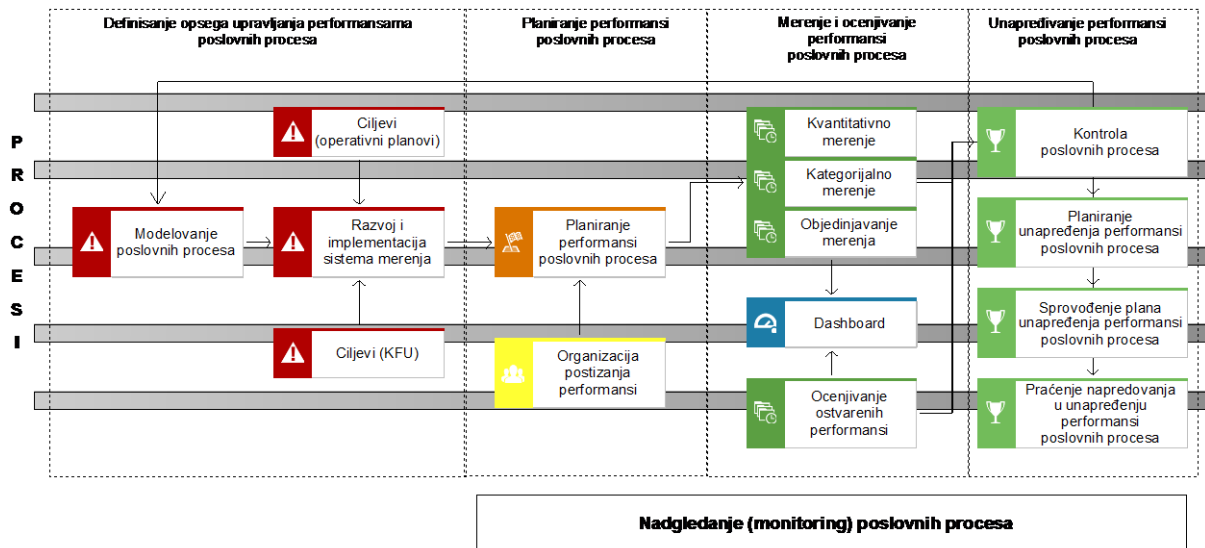 Definisanje opsega upravljanja performansama
poslovnih procesa
Planiranje performansi
poslovnih procesa
Merenje i ocenjivanje
performansi
poslovnih procesa
Unapređivanje performansi
poslovnih procesa
P
R
O
C
E
S
I
Ciljevi
(operativni planovi)
Modelovanje
poslovnih procesa
Razvoj i
implementacija
sistema merenja
Ciljevi (KFU)
Planiranje
performansi
poslovnih procesa
Organizacija
postizanja
performansi
Kvantitativno
merenje
Kategorijalno
merenje
Objedinjavanje
merenja
Dashboard
Ocenjivanje
ostvarenih
performansi
Kontrola
poslovnih procesa
Planiranje
unapređenja performansi
poslovnih procesa
Sprovođenje plana
unapređenja performansi
poslovnih procesa
Praćenje napredovanja
u unapređenju
performansi
poslovnih procesa
Nadgledanje (monitoring) poslovnih procesa